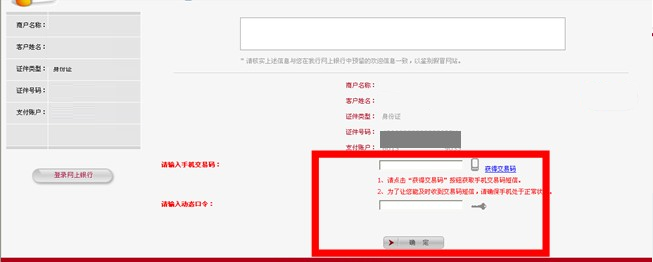 商户名称:
客户姓名:
证件类型: 身份证
证件号码:
支付账户:
登录网上银行
* 请核实上述信息与您在发行网上银行中预留的欢迎信息一致，以鉴别假冒网站。
商户名称:
客户姓名:
证件类型: 身份证
证件号码:
支付账户:
请输入手机交易码: 获得交易码
1、请点击“获得交易码”按钮获取手机交易码短信。
2、为了让您能及时收到交易码短信，请确保手机处于正常状
请输入动态口令:
确 定